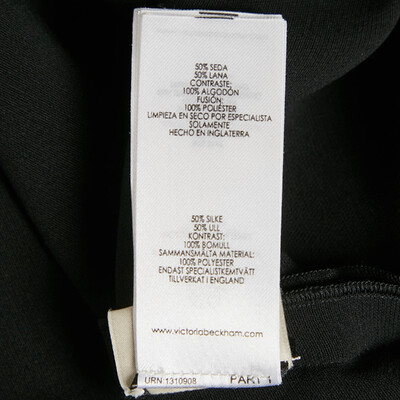 50% SEDA
50% LANA
CONTRASTE:
100% ALGODÓN
FUSIÓN:
100% POLIÉSTER
LIMPIEZA EN SECO POR ESPECIALISTA
SOLAMENTE
HECHO EN INGLATERRA
50% SILKE
50% ULL
KONTRAST:
100% BOMULL
SAMMANSMÄLTA MATERIAL:
100% POLYESTER
ENDAST SPECIALISTKEMTVÄTT
TILLVERKAT I ENGLAND
www.victoriabeckham.com
URN:1310908 PART 1